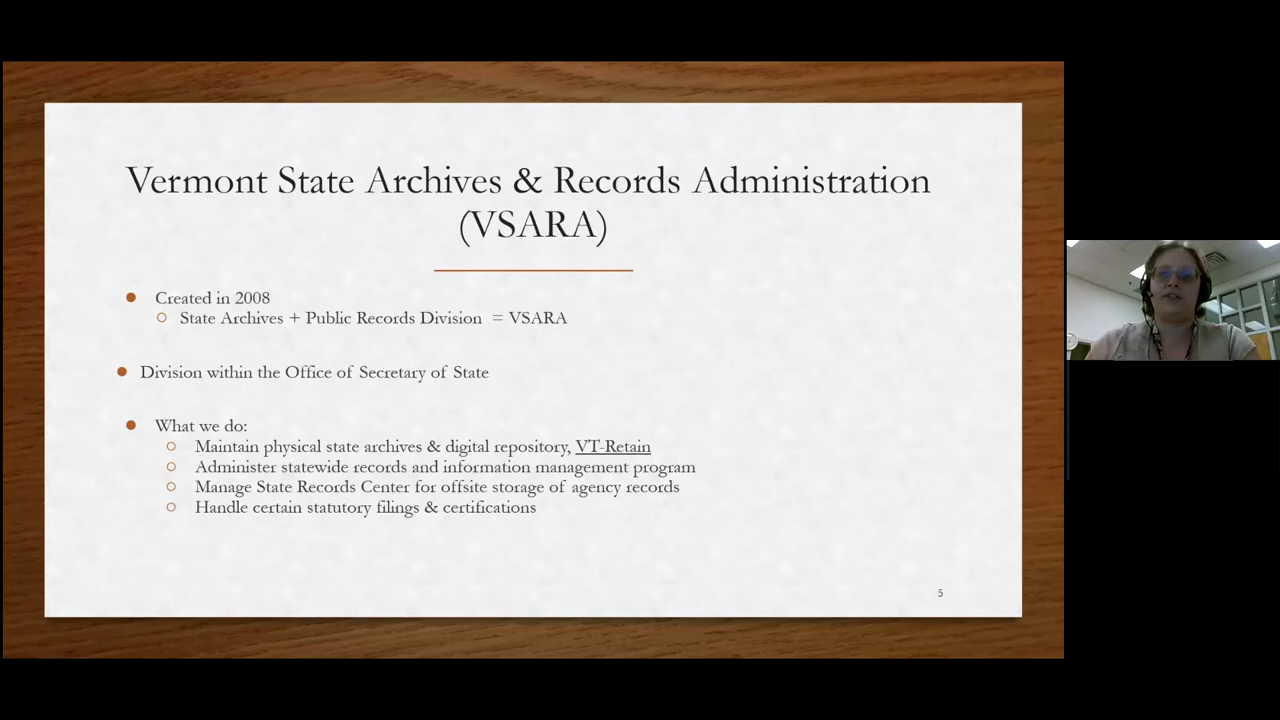 Vermont State Archives & Records Administration
(VSARA)
Created in 2008
State Archives + Public Records Division = VSARA
Division within the Office of Secretary of State
What we do:
Maintain physical state archives & digital repository, VT-Retain
Administer statewide records and information management program
Manage State Records Center for offsite storage of agency records
Handle certain statutory filings & certifications
5